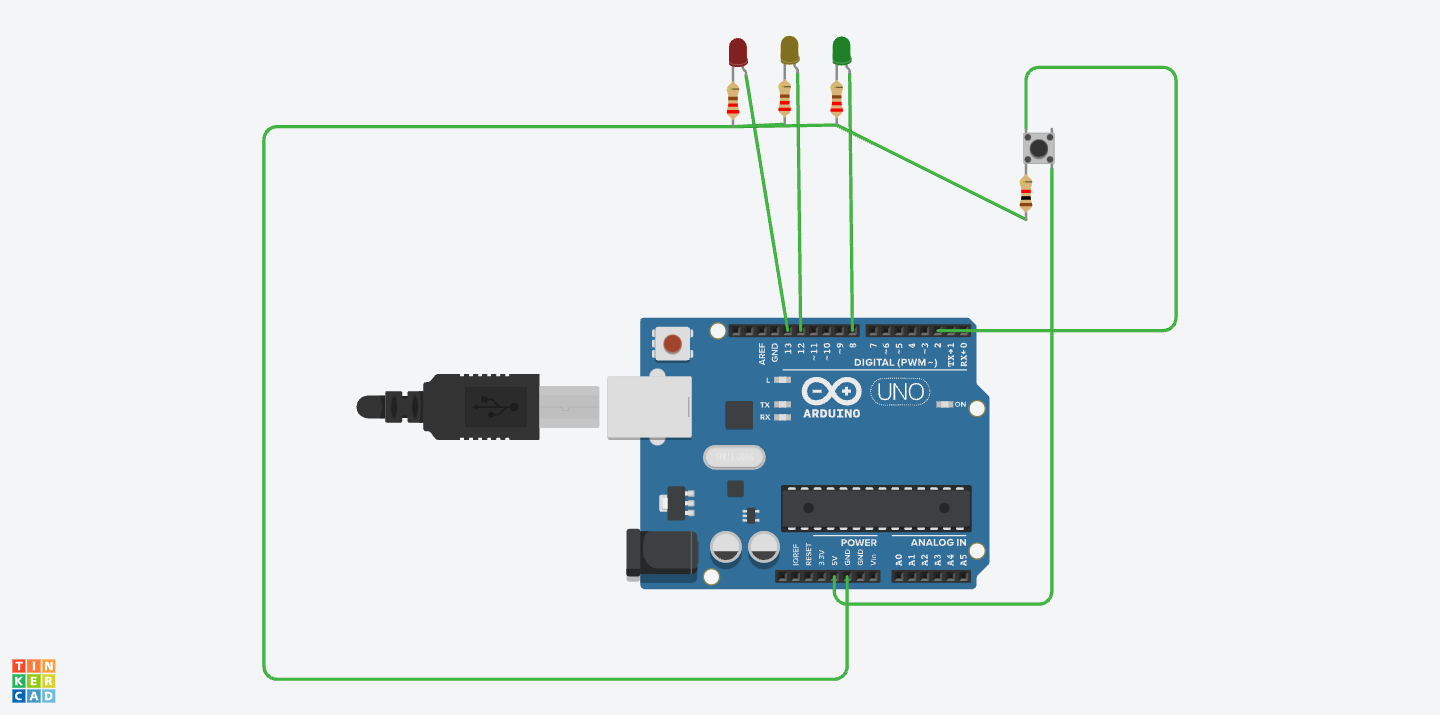 AREF
GND
13
12
~11
~10
~9
8
7
~6
~5
4
~3
2
TX→1
RX←0
DIGITAL (PWM~)
L
TX
RX
ARDUINO
UNO
ON
POWER
ANALOG IN
IOREF
RESET
3.3V
5V
GND
GND
Vin
A0
A1
A2
A3
A4
A5
TIN
KER
CAD